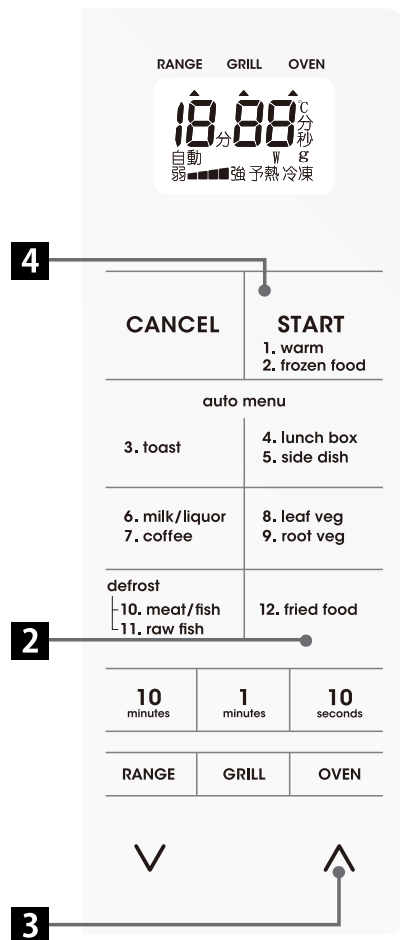 RANGE GRILL OVEN
18分88℃分秒
自動 W g
弱強予熱冷凍
4
CANCEL
START
1. warm
2. frozen food
auto menu
3. toast
4. lunch box
5. side dish
6. milk/liquor
7. coffee
8. leaf veg
9. root veg
defrost
10. meat/fish
11. raw fish
12. fried food
2
10 minutes
1 minutes
10 seconds
RANGE GRILL OVEN
3